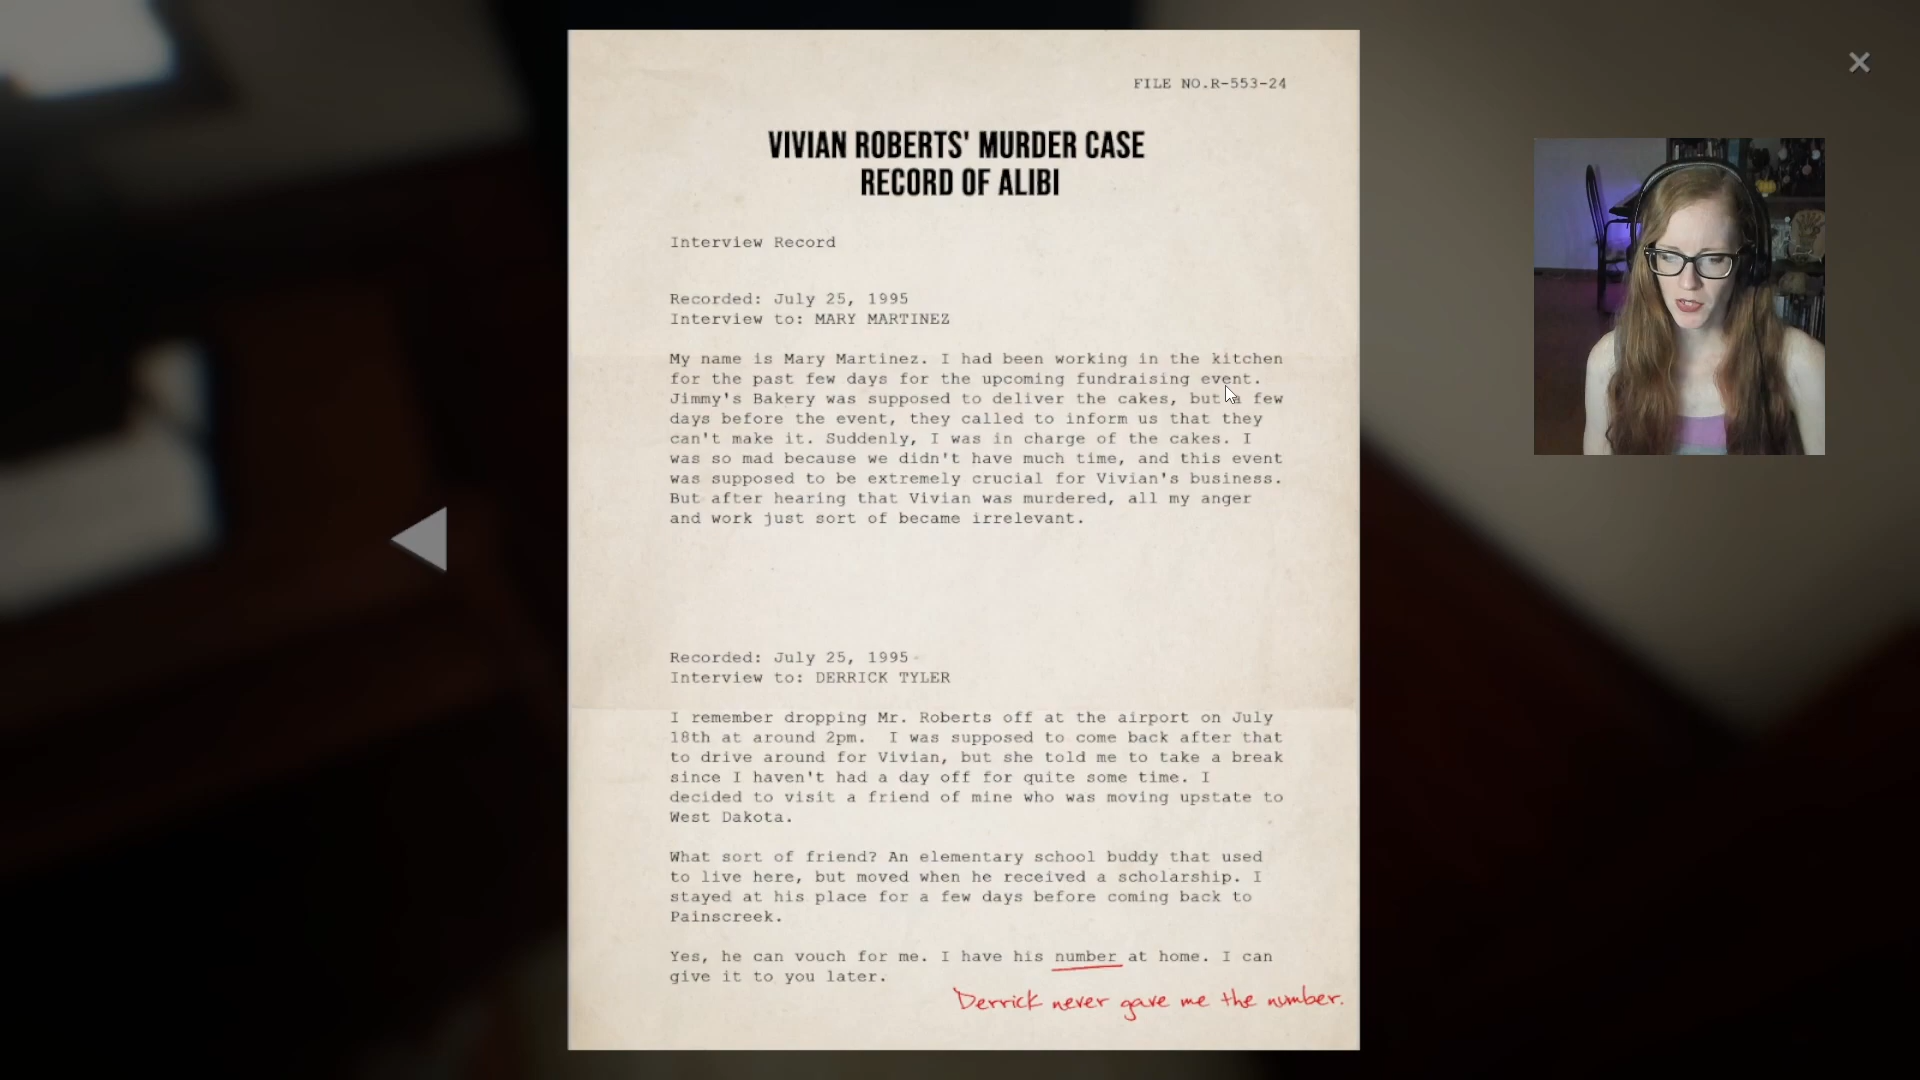 FILE NO.R-553-24
VIVIAN ROBERTS' MURDER CASE
RECORD OF ALIBI
Interview Record
Recorded: July 25, 1995
Interview to: MARY MARTINEZ
My name is Mary Martinez. I had been working in the kitchen
for the past few days for the upcoming fundraising event.
Jimmy's Bakery was supposed to deliver the cakes, but a few
days before the event, they called to inform us that they
can't make it. Suddenly, I was in charge of the cakes. I
was so mad because we didn't have much time, and this event
was supposed to be extremely crucial for Vivian's business.
But after hearing that Vivian was murdered, all my anger
and work just sort of became irrelevant.
Recorded: July 25, 1995
Interview to: DERRICK TYLER
I remember dropping Mr. Roberts off at the airport on July
18th at around 2pm. I was supposed to come back after that
to drive around for Vivian, but she told me to take a break
since I haven't had a day off for quite some time. I
decided to visit a friend of mine who was moving upstate to
West Dakota.
What sort of friend? An elementary school buddy that used
to live here, but moved when he received a scholarship. I
stayed at his place for a few days before coming back to
Painscreek.
Yes, he can vouch for me. I have his number at home. I can
give it to you later.
Derrick never gave me the number.